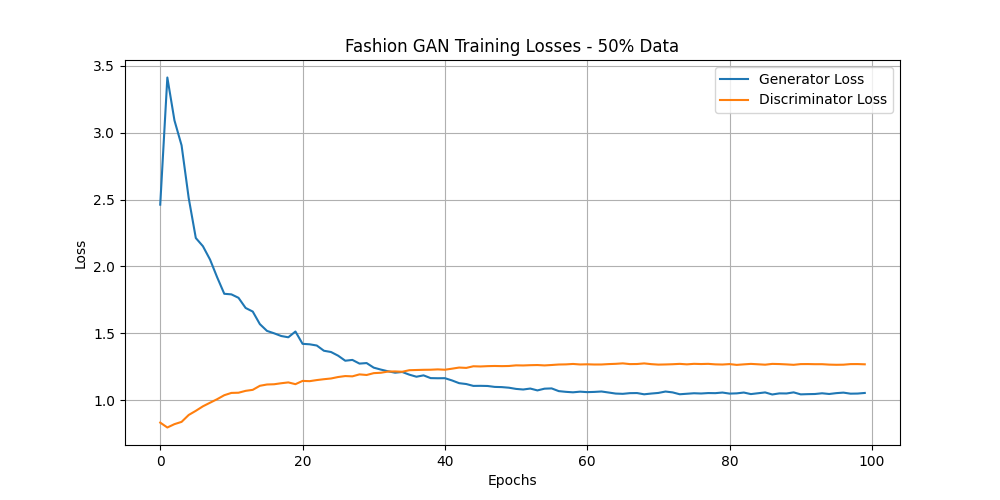 Fashion GAN Training Losses - 50% Data
Generator Loss
Discriminator Loss
3.5
3.0
2.5
2.0
1.5
1.0
Loss
0
20
40
60
80
100
Epochs